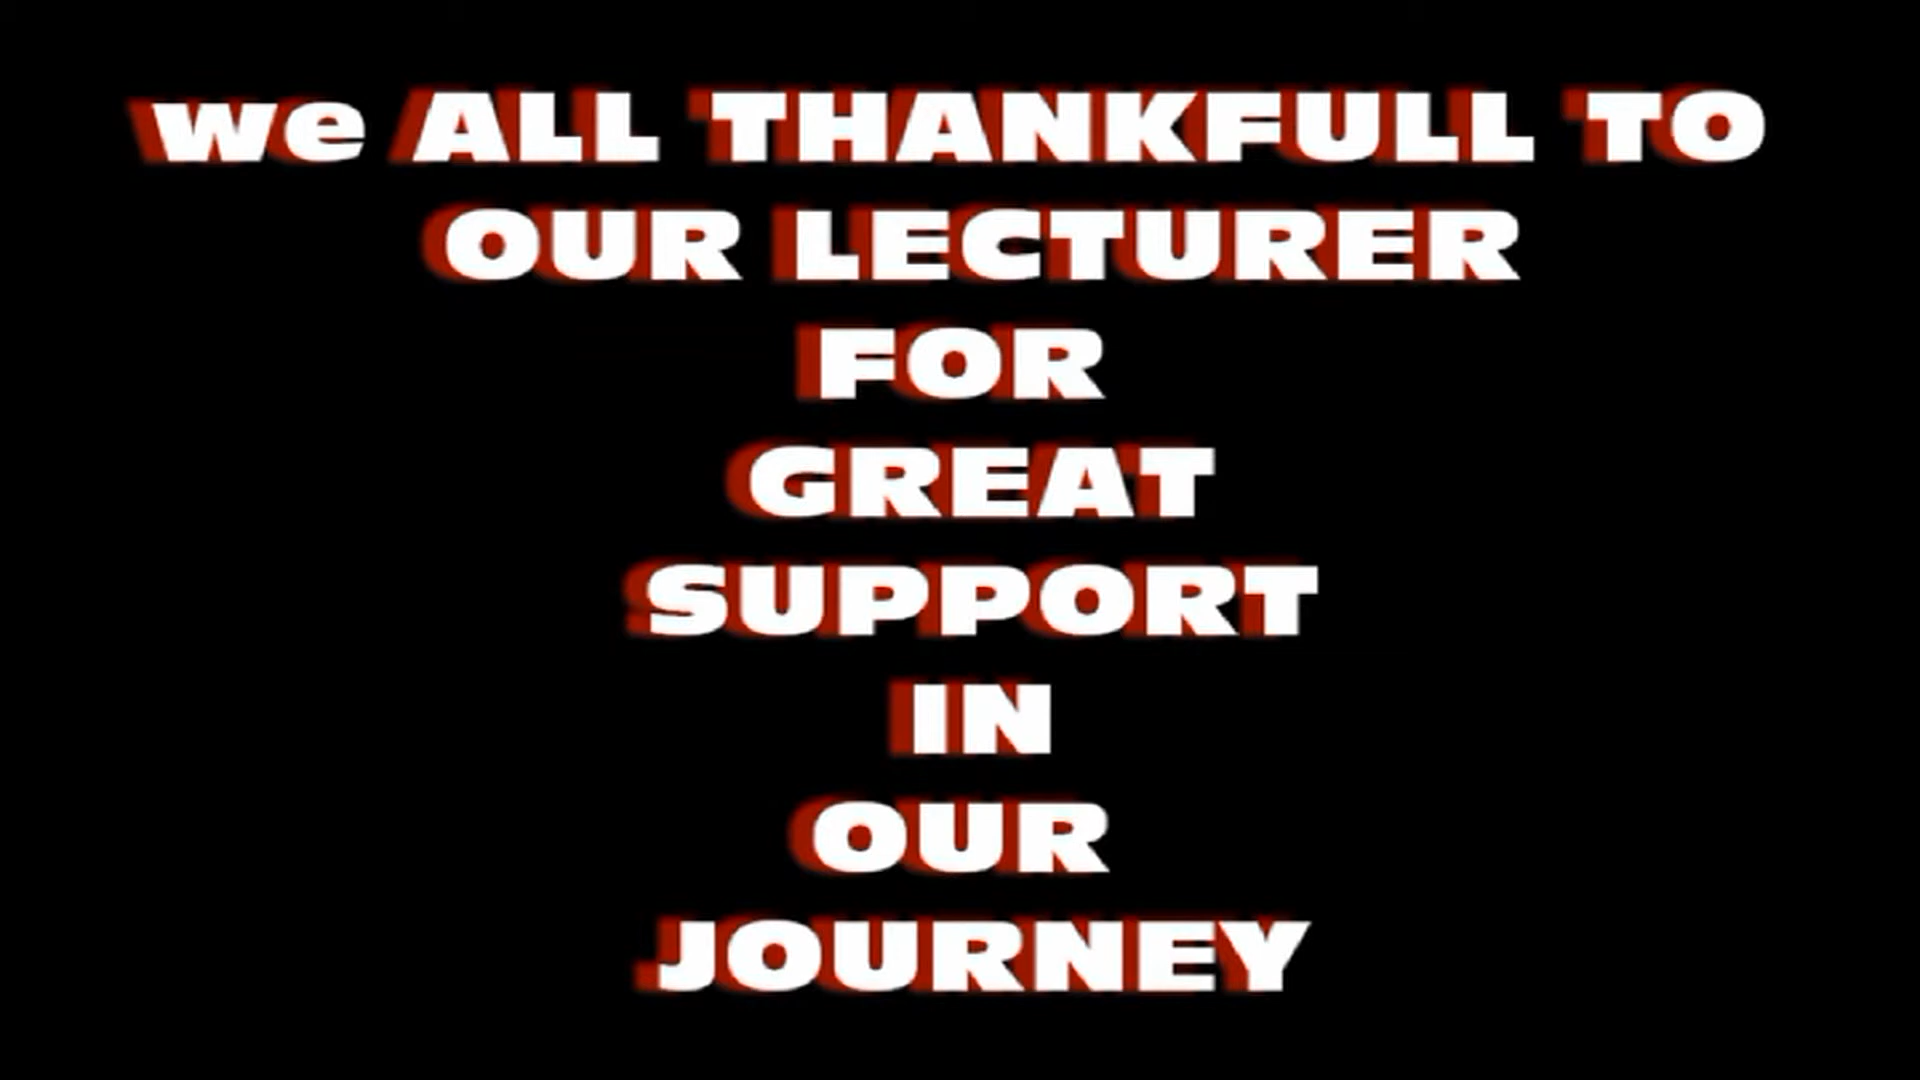 we ALL THANKFULL TO
OUR LECTURER
FOR
GREAT
SUPPORT
IN
OUR
JOURNEY